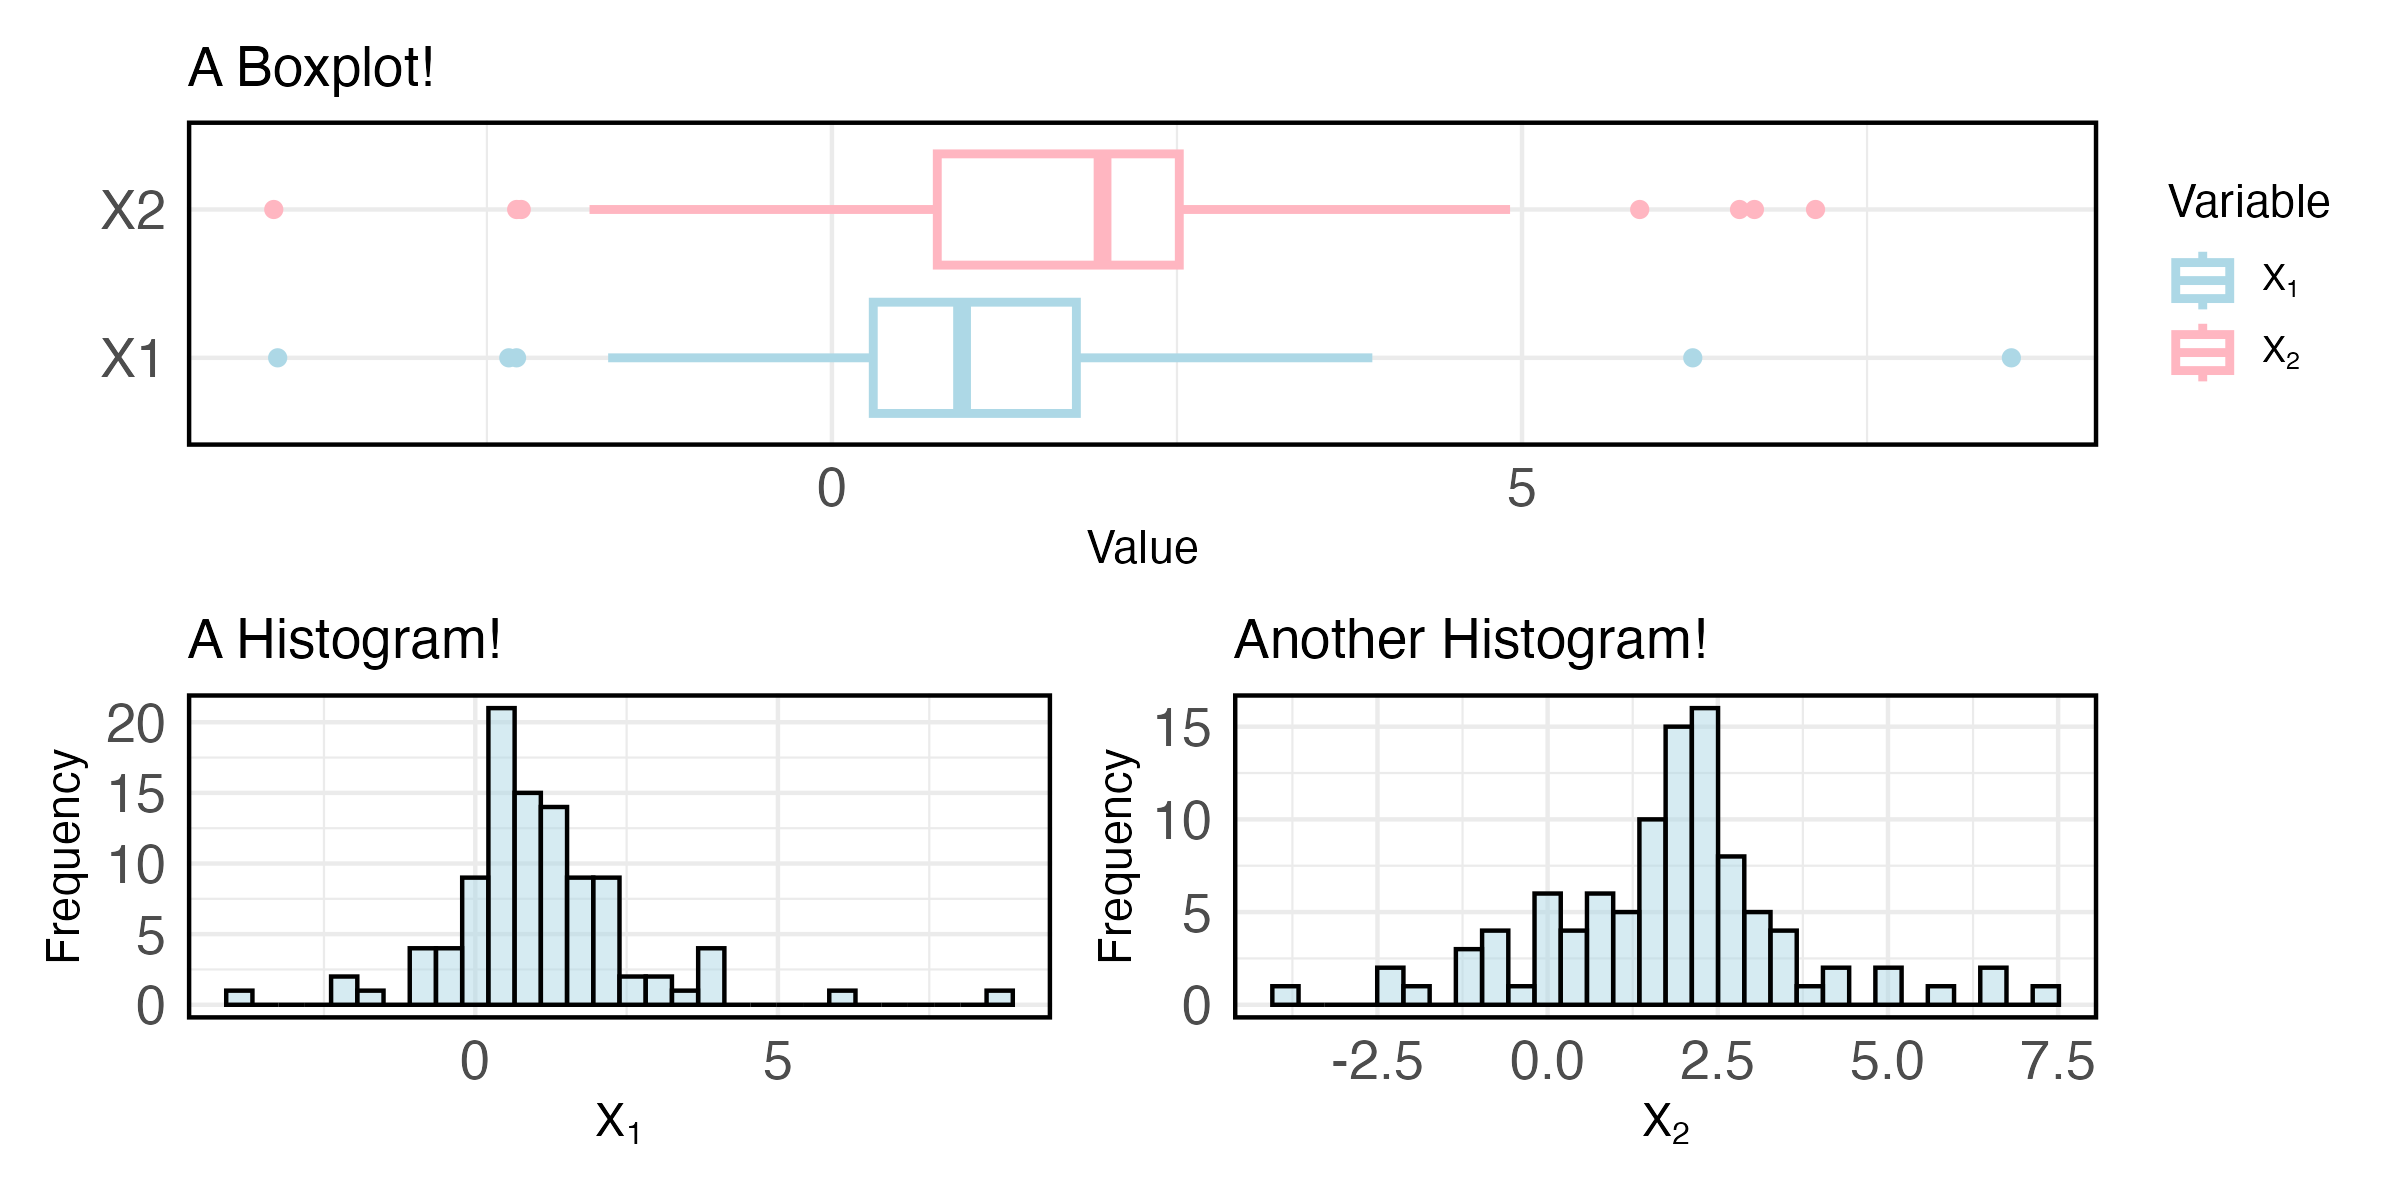 A Boxplot!
X2
X1
0 5
Value
Variable
X₁
X₂
A Histogram!
Frequency
20
15
10
5
0
0 5
X₁
Another Histogram!
Frequency
15
10
5
0
-2.5 0.0 2.5 5.0 7.5
X₂